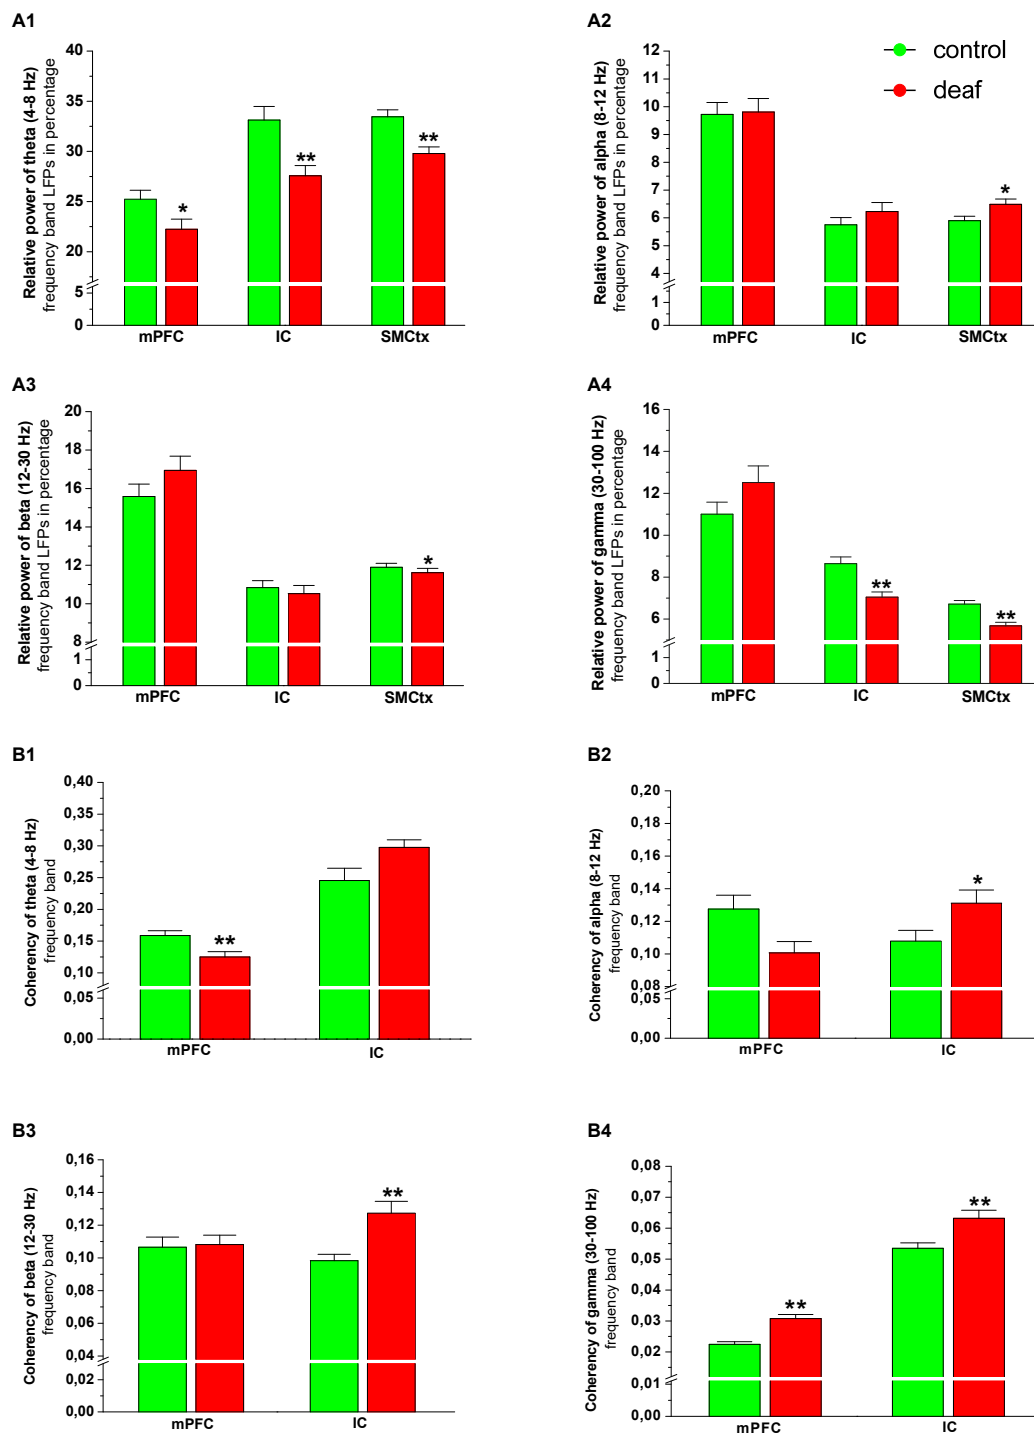 A1
Relative power of theta (4-8 Hz)
frequency band LFPs in percentage
40
35
30
25
20
5
0
*
**
**
mPFC
IC
SMCtx
A2
control
deaf
Relative power of alpha (8-12 Hz)
frequency band LFPs in percentage
12
11
10
9
8
7
6
5
4
2
1
0
*
mPFC
IC
SMCtx
A3
Relative power of beta (12-30 Hz)
frequency band LFPs in percentage
20
18
16
14
12
10
8
1
0
*
mPFC
IC
SMCtx
A4
Relative power of gamma (30-100 Hz)
frequency band LFPs in percentage
16
14
12
10
8
6
1
0
**
**
mPFC
IC
SMCtx
B1
Coherency of theta (4-8 Hz)
frequency band
0,40
0,35
0,30
0,25
0,20
0,15
0,10
0,05
0,00
**
mPFC
IC
B2
Coherency of alpha (8-12 Hz)
frequency band
0,20
0,18
0,16
0,14
0,12
0,10
0,08
0,05
0,00
*
mPFC
IC
B3
Coherency of beta (12-30 Hz)
frequency band
0,16
0,14
0,12
0,10
0,08
0,06
0,04
0,02
0,00
**
mPFC
IC
B4
Coherency of gamma (30-100 Hz)
frequency band
0,08
0,07
0,06
0,05
0,04
0,03
0,02
0,01
0,00
**
**
mPFC
IC